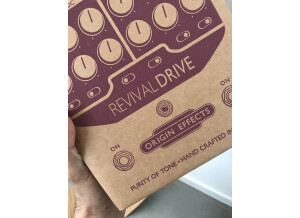 REVIVALDRIVE
ON
ORIGIN EFFECTS
ON
PURITY OF TONE • HAND CRAFTED IN